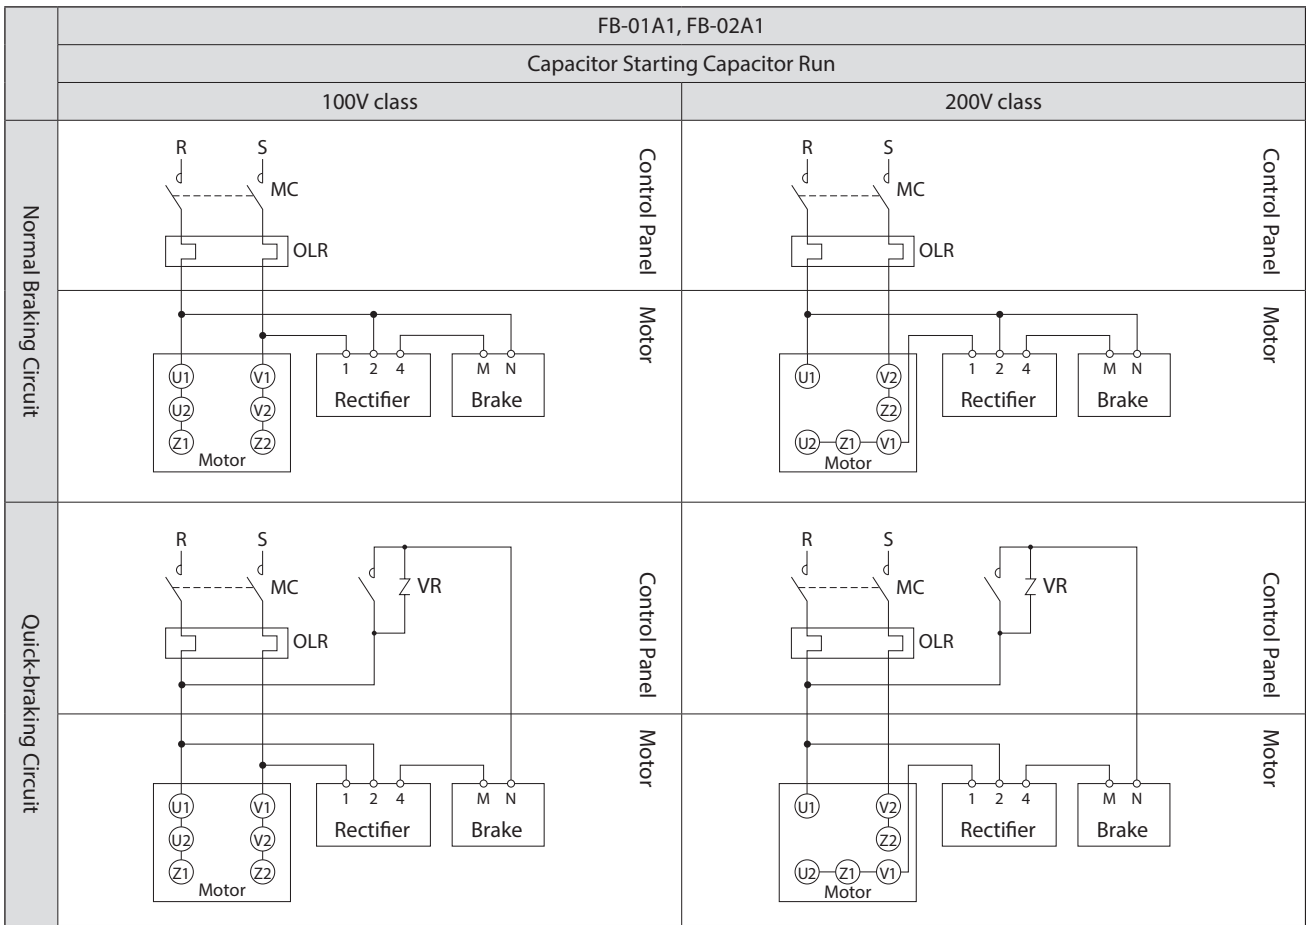 FB-01A1, FB-02A1
Capacitor Starting Capacitor Run
100V class
200V class
Normal Braking Circuit
R
S
MC
OLR
Control Panel
U1
V1
U2
V2
Z1
Z2
Motor
1
2
4
Rectifier
M
N
Brake
Motor
R
S
MC
OLR
Control Panel
U1
V2
Z2
U2
Z1
V1
Motor
1
2
4
Rectifier
M
N
Brake
Motor
Quick-braking Circuit
R
S
MC
VR
OLR
Control Panel
U1
V1
U2
V2
Z1
Z2
Motor
1
2
4
Rectifier
M
N
Brake
Motor
R
S
MC
VR
OLR
Control Panel
U1
V2
Z2
U2
Z1
V1
Motor
1
2
4
Rectifier
M
N
Brake
Motor